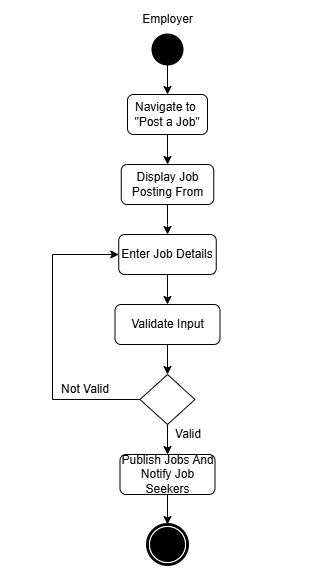 Employer
Navigate to
"Post a Job"
Display Job
Posting From
Enter Job Details
Validate Input
Not Valid
Valid
Publish Jobs And
Notify Job
Seekers